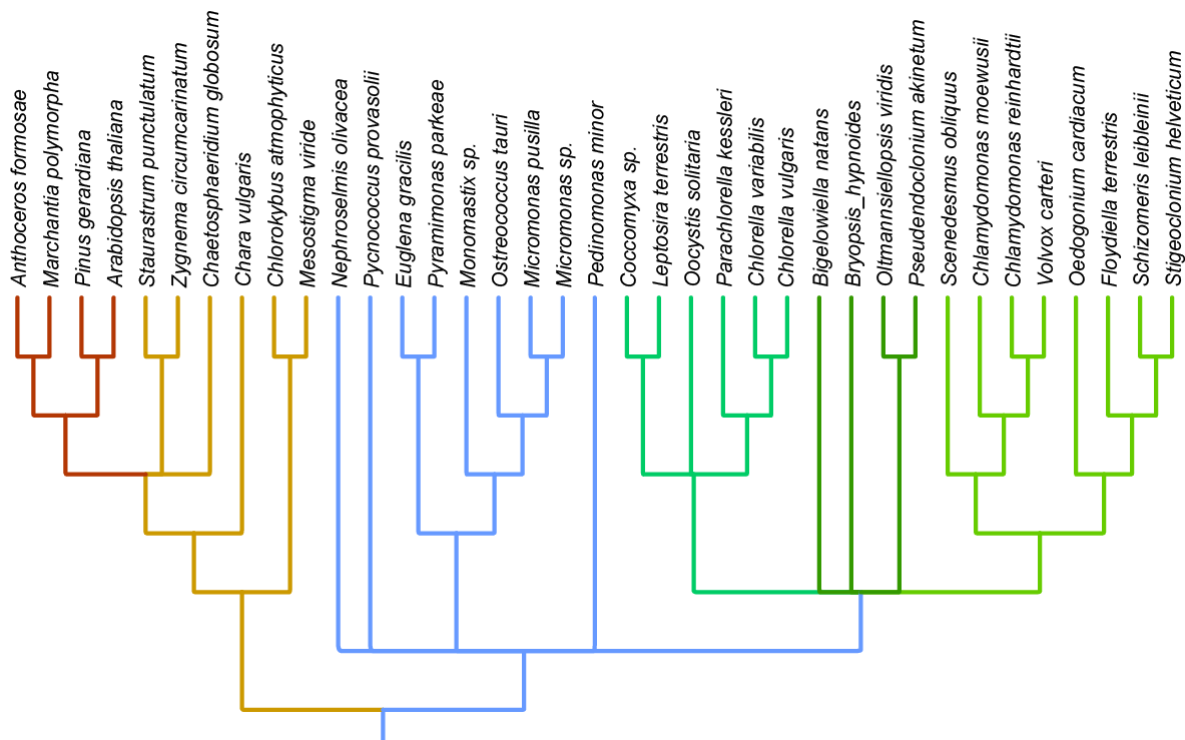 Anthoceros formosae
Marchantia polymorpha
Pinus gerardiana
Arabidopsis thaliana
Staurastrum punctulatum
Zygnema circumcarinatum
Chaetosphaeridium globosum
Chara vulgaris
Chlorokybus atmophyticus
Mesostigma viride
Nephroselmis olivacea
Pycnococcus provasolii
Euglena gracilis
Pyramimonas parkeae
Monomastix sp.
Ostreococcus tauri
Micromonas pusilla
Micromonas sp.
Pedinomonas minor
Coccomyxa sp.
Leptosira terrestris
Oocystis solitaria
Parachlorella kessleri
Chlorella variabilis
Chlorella vulgaris
Bigelowiella natans
Bryopsis_hypnoides
Oltmannsiellopsis viridis
Pseudendoclonium akinetum
Scenedesmus obliquus
Chlamydomonas moewusii
Chlamydomonas reinhardtii
Volvox carteri
Oedogonium cardiacum
Floydiella terrestris
Schizomeris leibleinii
Stigeoclonium helveticum